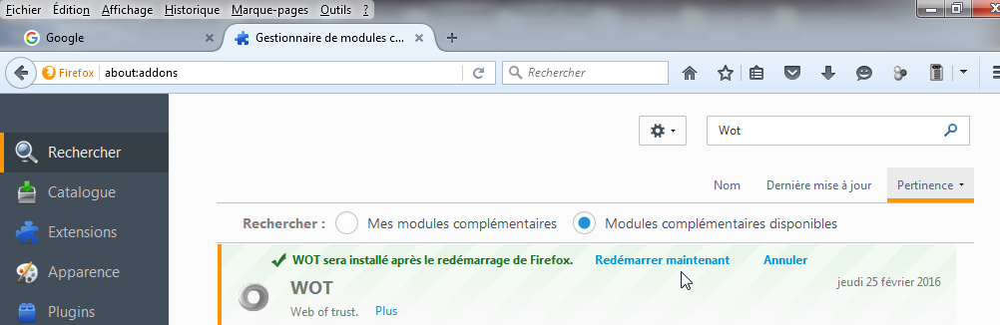 Fichier Édition Affichage Historique Marque-pages Outils ?
Google
Gestionnaire de modules c...
Firefox about:addons
Rechercher
Wot
Rechercher
Nom Dernière mise à jour Pertinence
Catalogue
Rechercher : Mes modules complémentaires Modules complémentaires disponibles
Extensions
WOT sera installé après le redémarrage de Firefox. Redémarrer maintenant Annuler
Apparence
WOT
jeudi 25 février 2016
Web of trust. Plus
Plugins